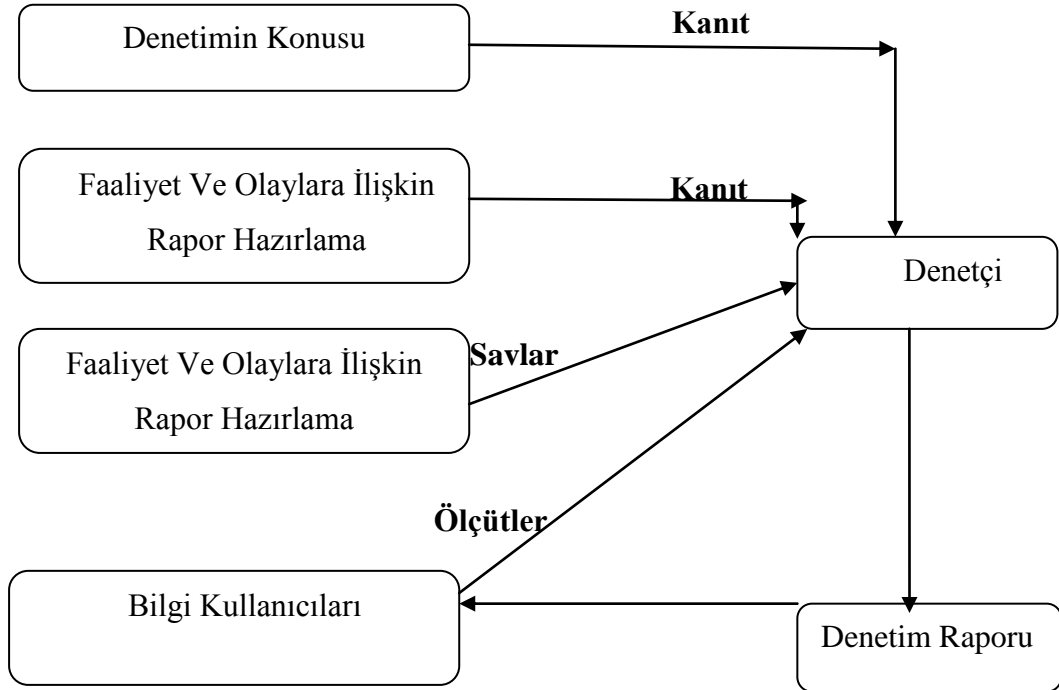 Denetimin Konusu
Kanıt
Faaliyet Ve Olaylara İlişkin
Rapor Hazırlama
Kanıt
Denetçi
Faaliyet Ve Olaylara İlişkin
Rapor Hazırlama
Savlar
Ölçütler
Bilgi Kullanıcıları
Denetim Raporu